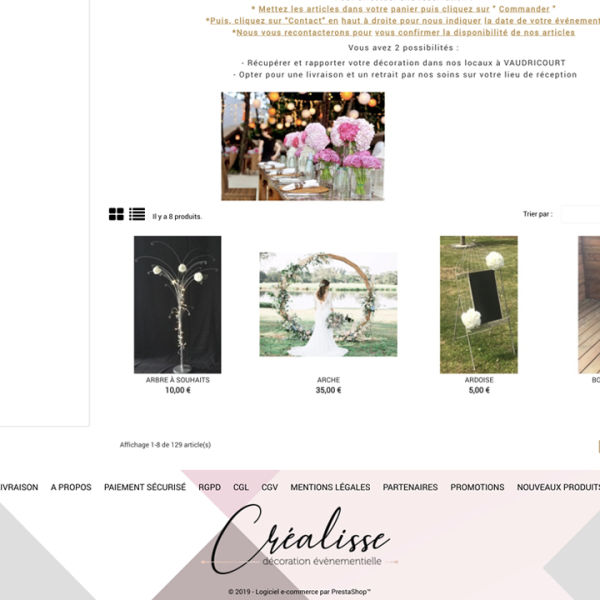 * Mettez les articles dans votre panier puis cliquez sur " Commander "
*Puis, cliquez sur "Contact" en haut à droite pour nous indiquer la date de votre événement
*Nous vous recontacterons pour vous confirmer la disponibilité de nos articles
Vous avez 2 possibilités :
- Récupérer et rapporter votre décoration dans nos locaux à VAUDRICOURT
- Opter pour une livraison et un retrait par nos soins sur votre lieu de réception
Il y a 8 produits.
Trier par :
ARBRE À SOUHAITS
10,00 €
ARCHE
35,00 €
ARDOISE
5,00 €
BO
Affichage 1-8 de 129 article(s)
IVRAISON A PROPOS PAIEMENT SÉCURISÉ RGPD CGL CGV MENTIONS LÉGALES PARTENAIRES PROMOTIONS NOUVEAUX PRODUITS
Créalisse
décoration évènementielle
© 2019 - Logiciel e-commerce par PrestaShop™